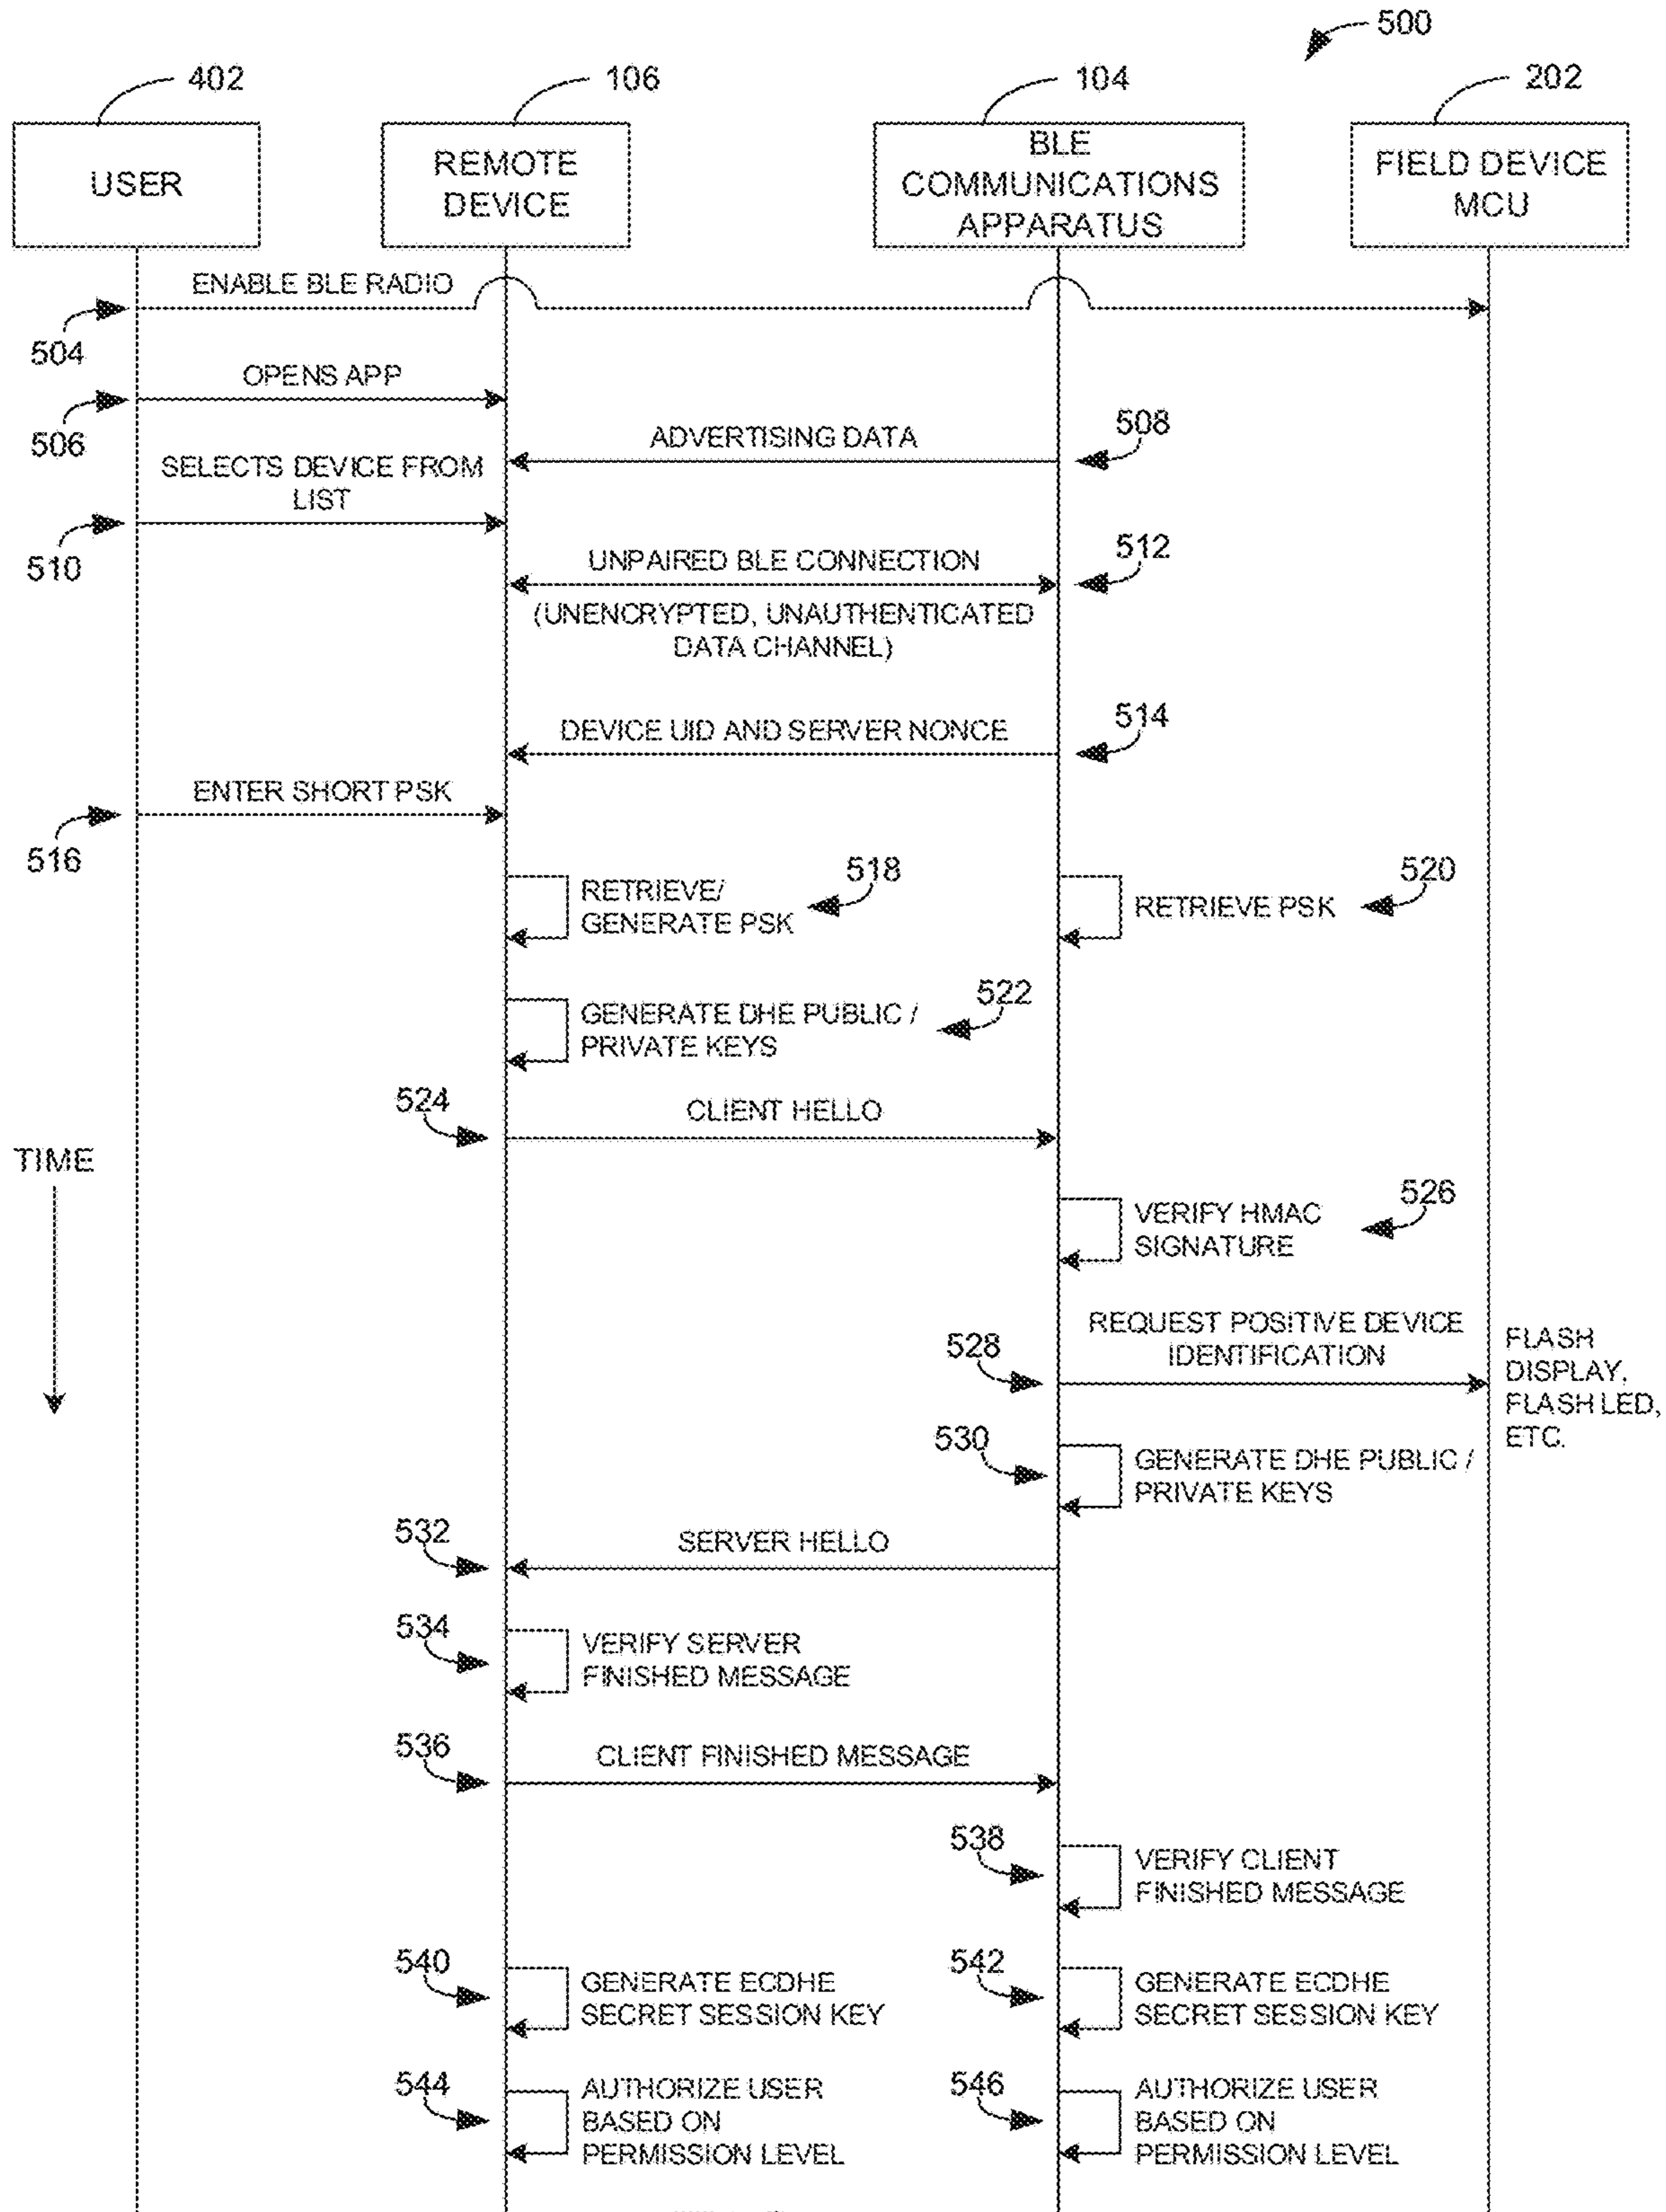 500
402
106
104
202
USER
REMOTE
DEVICE
BLE
COMMUNICATIONS
APPARATUS
FIELD DEVICE
MCU
ENABLE BLE RADIO
504
OPENS APP
506
ADVERTISING DATA
508
SELECTS DEVICE FROM
LIST
510
UNPAIRED BLE CONNECTION
512
(UNENCRYPTED, UNAUTHENTICATED
DATA CHANNEL)
DEVICE UID AND SERVER NONCE
514
ENTER SHORT PSK
516
RETRIEVE/
GENERATE PSK
518
RETRIEVE PSK
520
GENERATE DHE PUBLIC /
PRIVATE KEYS
522
524
CLIENT HELLO
TIME
VERIFY HMAC
SIGNATURE
526
REQUEST POSITIVE DEVICE
IDENTIFICATION
528
FLASH
DISPLAY,
FLASH LED,
ETC.
530
GENERATE DHE PUBLIC /
PRIVATE KEYS
532
SERVER HELLO
534
VERIFY SERVER
FINISHED MESSAGE
536
CLIENT FINISHED MESSAGE
538
VERIFY CLIENT
FINISHED MESSAGE
540
GENERATE ECDHE
SECRET SESSION KEY
542
GENERATE ECDHE
SECRET SESSION KEY
544
AUTHORIZE USER
BASED ON
PERMISSION LEVEL
546
AUTHORIZE USER
BASED ON
PERMISSION LEVEL